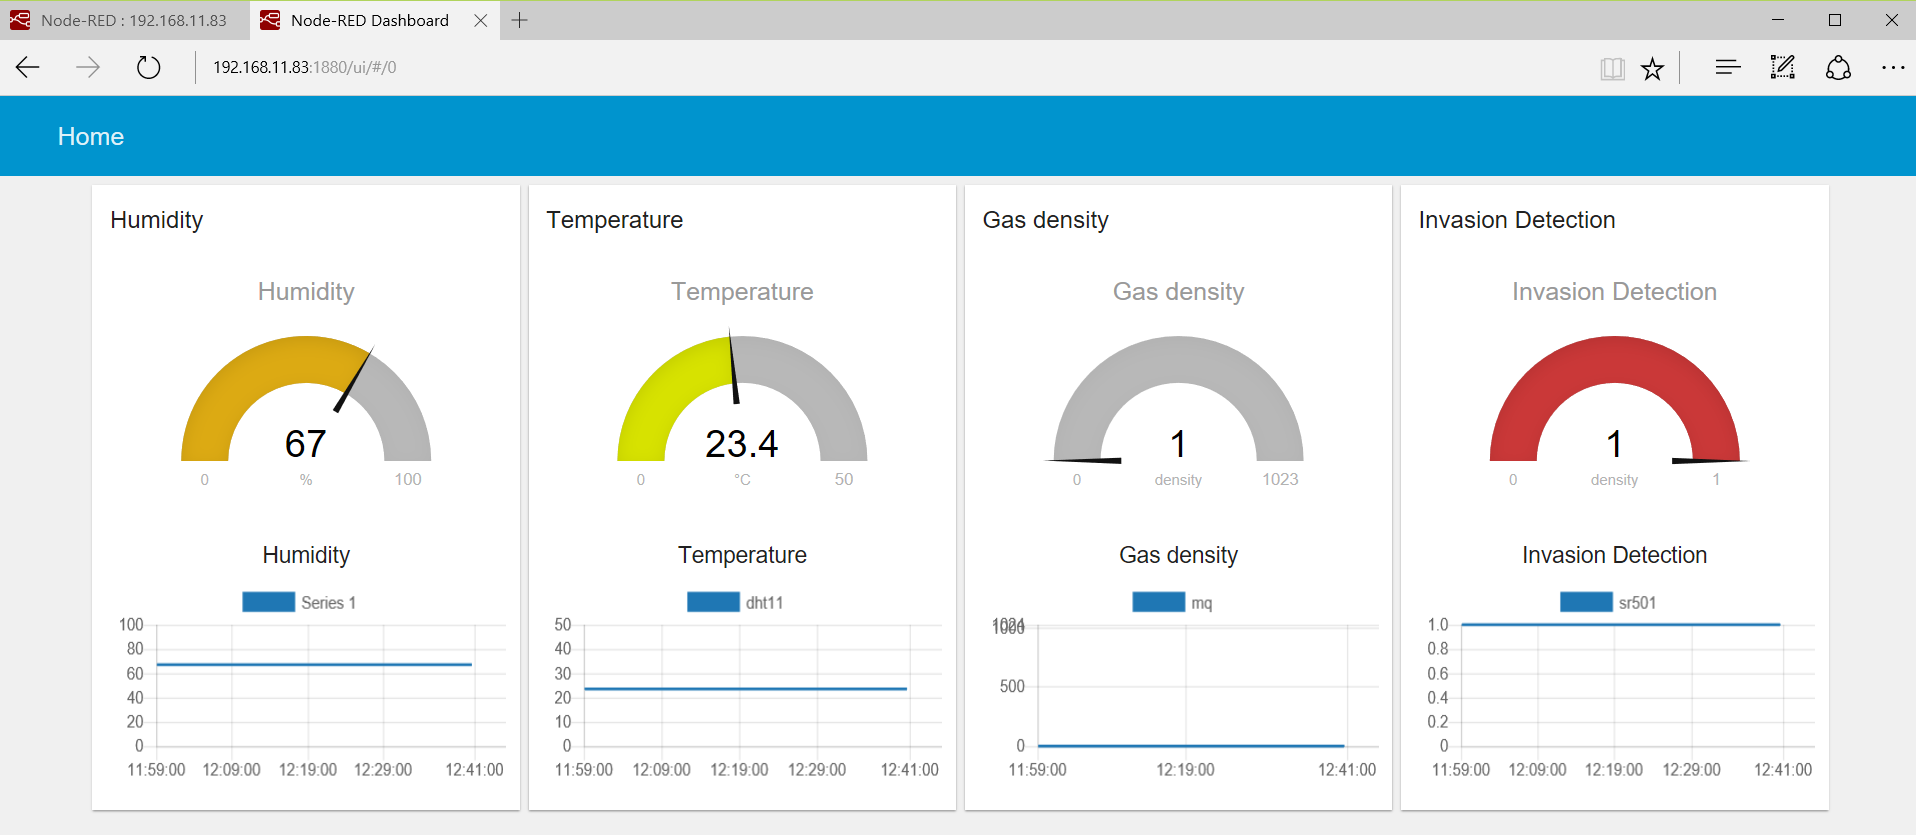 Node-RED : 192.168.11.83
Node-RED Dashboard
192.168.11.83:1880/ui/#/0
Home
Humidity
Humidity
67
0 % 100
Humidity
Series 1
100
80
60
40
20
0
11:59:00 12:09:00 12:19:00 12:29:00 12:41:00
Temperature
Temperature
23.4
0 °C 50
Temperature
dht11
50
40
30
20
10
0
11:59:00 12:09:00 12:19:00 12:29:00 12:41:00
Gas density
Gas density
1
0 density 1023
Gas density
mq
1024
1000
500
0
11:59:00 12:19:00 12:41:00
Invasion Detection
Invasion Detection
1
0 density 1
Invasion Detection
sr501
1.0
0.8
0.6
0.4
0.2
0
11:59:00 12:09:00 12:19:00 12:29:00 12:41:00